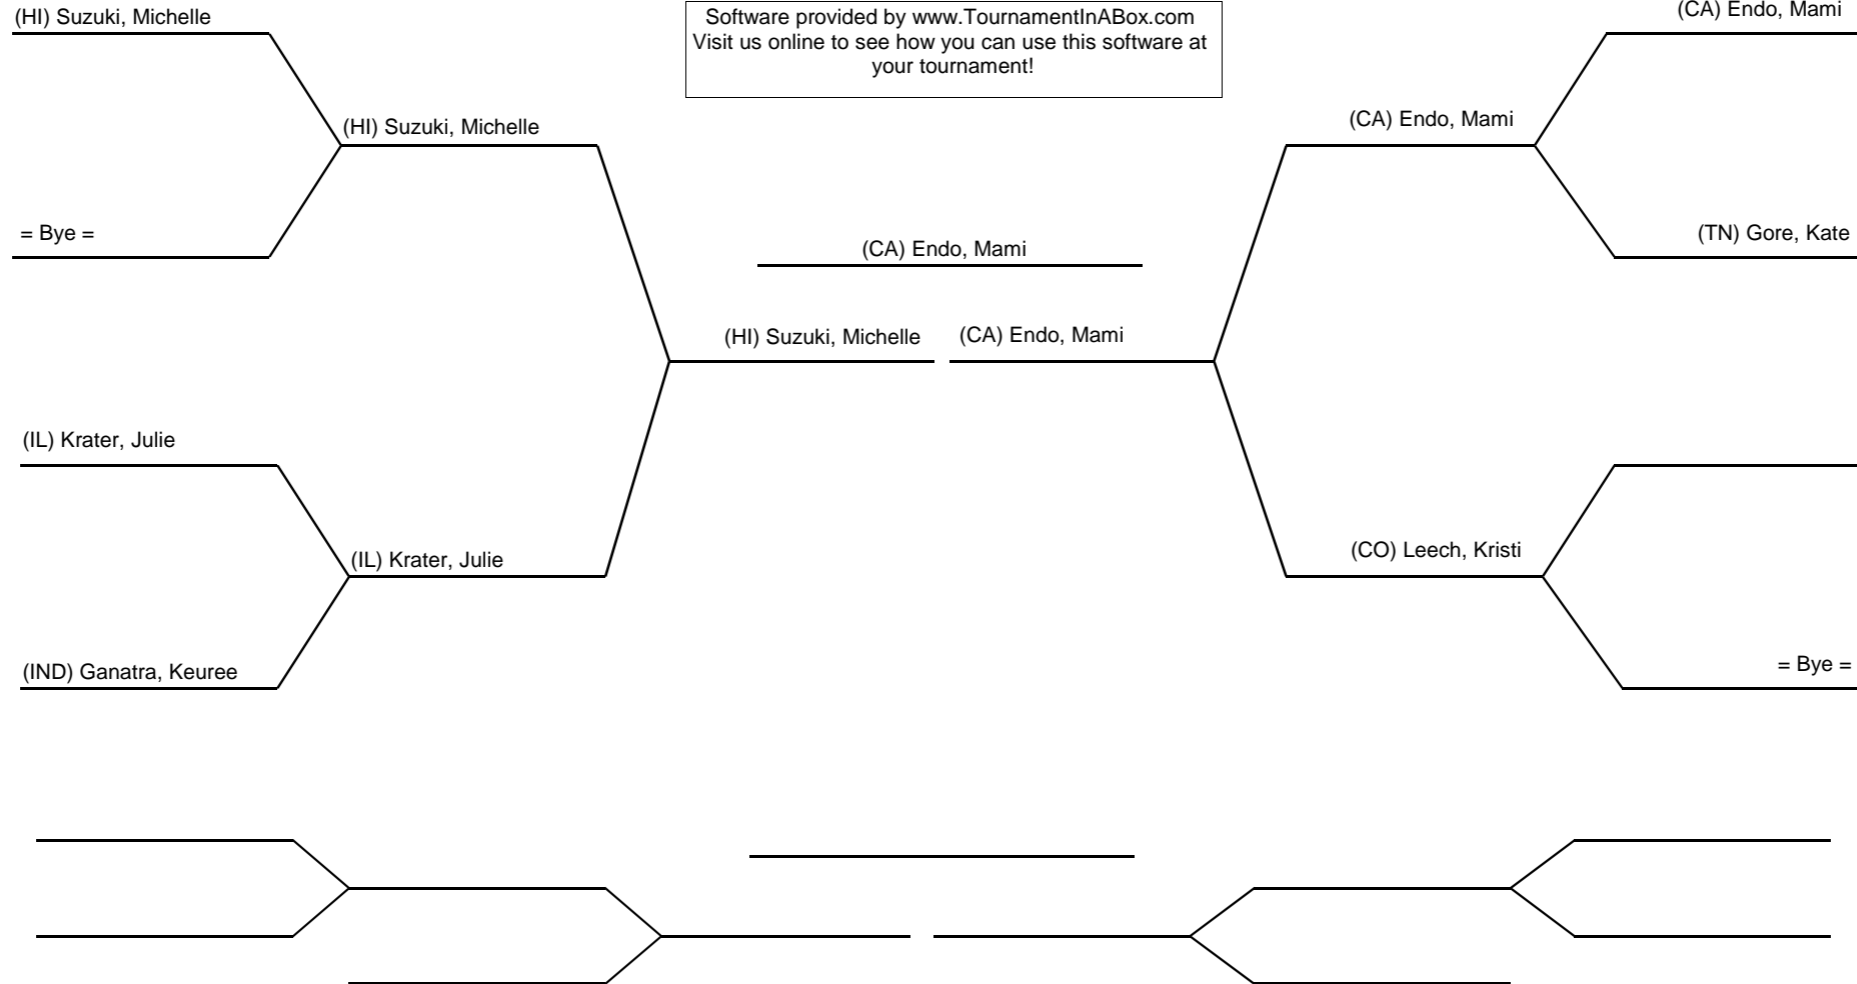 (HI) Suzuki, Michelle
Software provided by www.TournamentInABox.com
Visit us online to see how you can use this software at
your tournament!
(CA) Endo, Mami
(HI) Suzuki, Michelle
(CA) Endo, Mami
= Bye =
(CA) Endo, Mami
(TN) Gore, Kate
(HI) Suzuki, Michelle
(CA) Endo, Mami
(IL) Krater, Julie
(IL) Krater, Julie
(CO) Leech, Kristi
(IND) Ganatra, Keuree
= Bye =